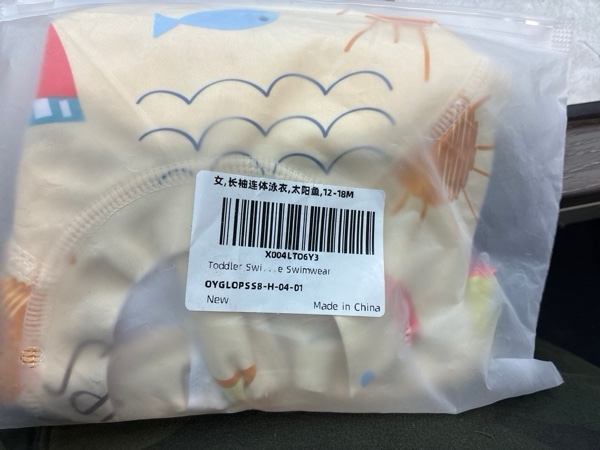 女,长袖连体泳衣,太阳鱼,12-18M
X004LTO6Y3
Toddler Swi...e Swimwear
OYGLOPSS8-H-04-01
New
Made in China